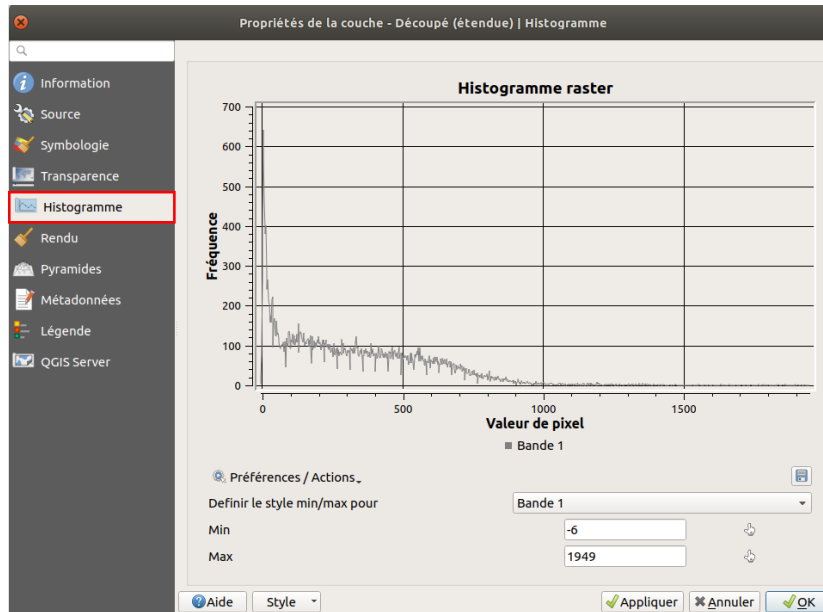 Propriétés de la couche - Découpé (étendue) | Histogramme
Information
Source
Symbologie
Transparence
Histogramme
Rendu
Pyramides
Métadonnées
Légende
QGIS Server
Histogramme raster
700
600
500
400
300
200
100
0
Fréquence
0 500 1000 1500
Valeur de pixel
Bande 1
Préférences / Actions
Definir le style min/max pour Bande 1
Min -6
Max 1949
Aide Style Appliquer Annuler OK